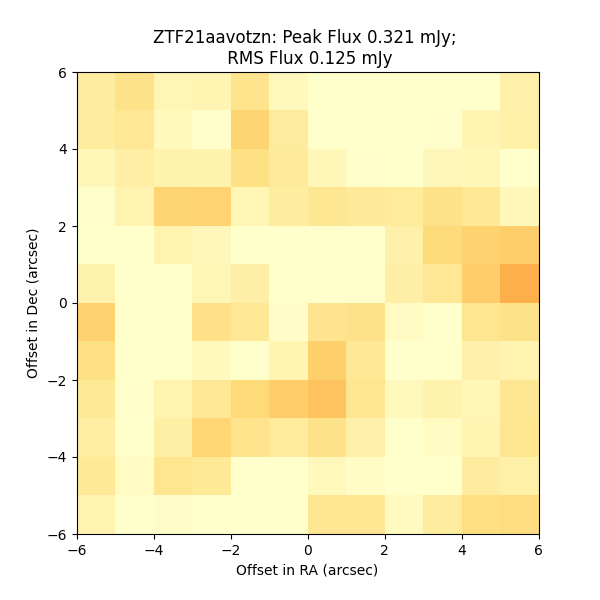 ZTF21aavotzn: Peak Flux 0.321 mJy;
RMS Flux 0.125 mJy
6
4
2
0
−2
−4
−6
Offset in Dec (arcsec)
−6 −4 −2 0 2 4 6
Offset in RA (arcsec)